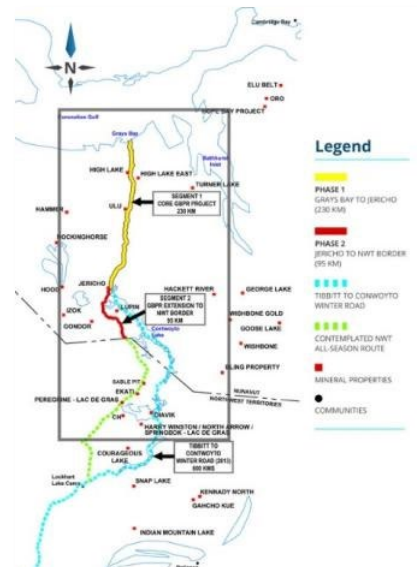 Cambridge Bay
N
ELU BELT
ORO
HOPE BAY PROJECT
Coronation Gulf
Grays Bay
Bathurst
Inlet
HIGH LAKE
HIGH LAKE EAST
TURNER LAKE
SEGMENT 1
CORE GBRP PROJECT
230 KM
ULU
HAMMER
ROCKINGHORSE
JERICHO
HOOD
HACKETT RIVER
GEORGE LAKE
LUPIN
SEGMENT 2
GBRP EXTENSION TO
NWT BORDER
95 KM
IZOK
GONDOR
Contwoyto
Lake
WISHBONE GOLD
GOOSE LAKE
WISHBONE
BLING PROPERTY
NUNAVUT
NORTHWEST TERRITORIES
SABLE PIT
EKATI
PEREGRINE - LAC DE GRAS
DIAVIK
CH
HARRY WINSTON / NORTH ARROW /
SPRINGBOK - LAC DE GRAS
COURAGEOUS
LAKE
TIBBITT TO
CONTWOYTO
WINTER ROAD (2013)
600 KMS
Lockhart
Lake Camp
SNAP LAKE
KENNADY NORTH
GAHCHO KUE
INDIAN MOUNTAIN LAKE
Legend
PHASE 1
GRAYS BAY TO JERICHO
(230 KM)
PHASE 2
JERICHO TO NWT BORDER
(95 KM)
TIBBITT TO CONWOYTO
WINTER ROAD
CONTEMPLATED NWT
ALL-SEASON ROUTE
MINERAL PROPERTIES
COMMUNITIES